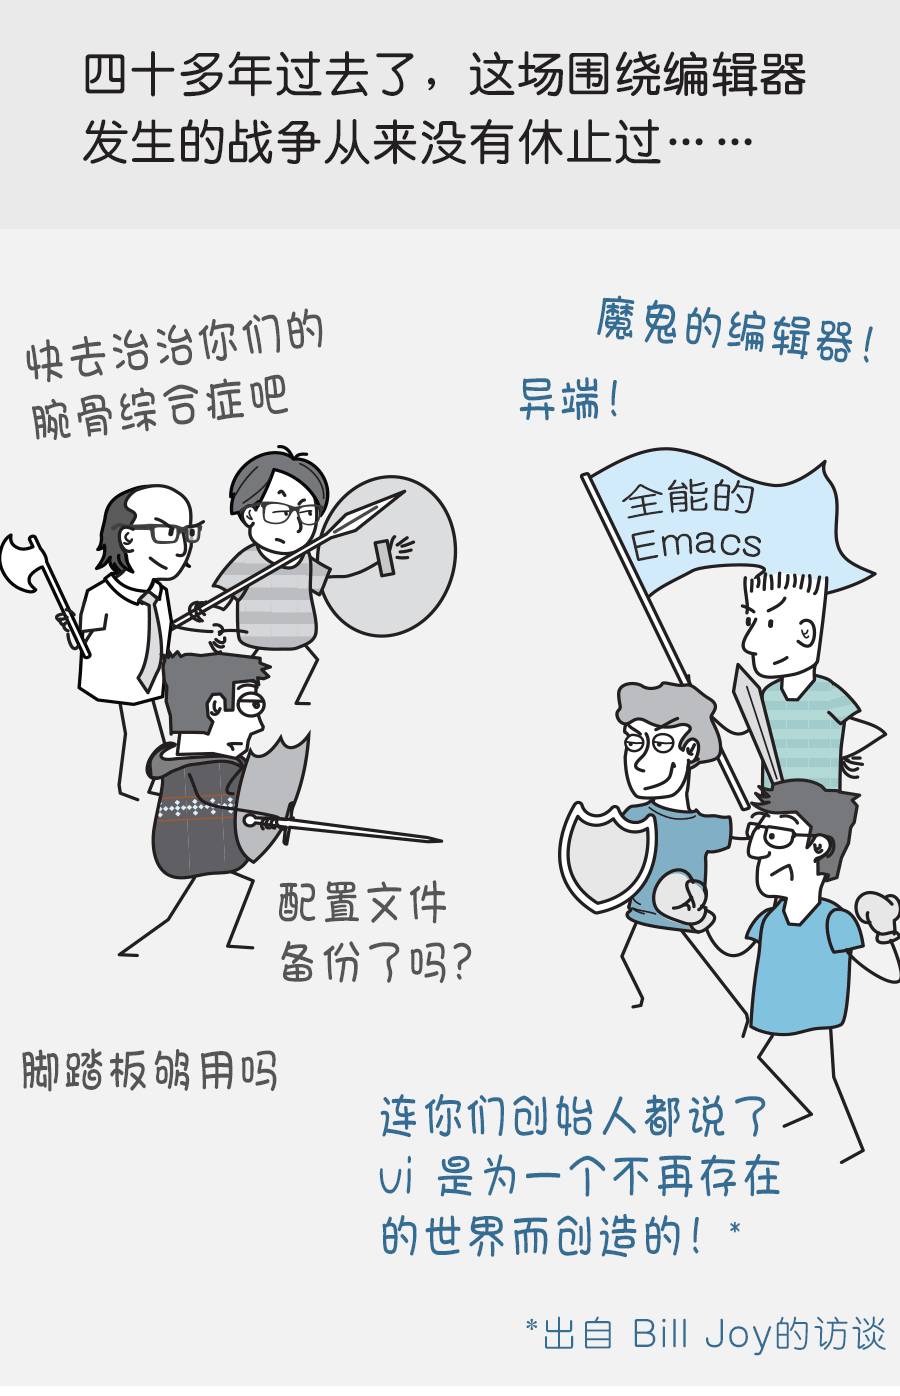 四十多年过去了，这场围绕编辑器
发生的战争从来没有休止过……
快去治治你们的
腕骨综合症吧
魔鬼的编辑器！
异端！
全能的
Emacs
配置文件
备份了吗？
脚踏板够用吗
连你们创始人都说了
vi 是为一个不再存在
的世界而创造的！*
*出自 Bill Joy的访谈